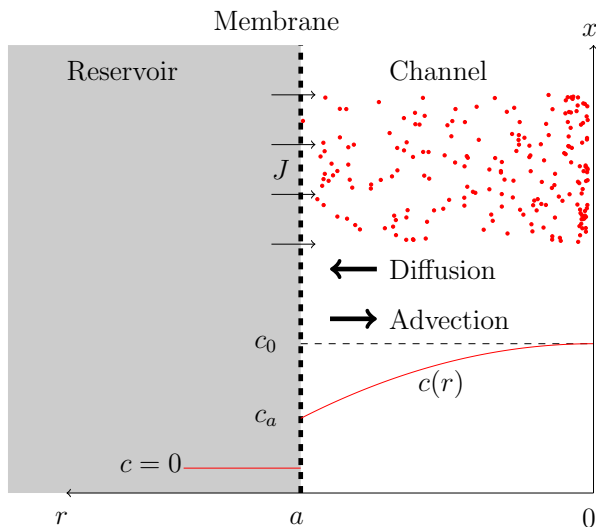 Membrane
x
Reservoir
Channel
J
Diffusion
Advection
c₀
c(r)
cₐ
c = 0
r
a
0